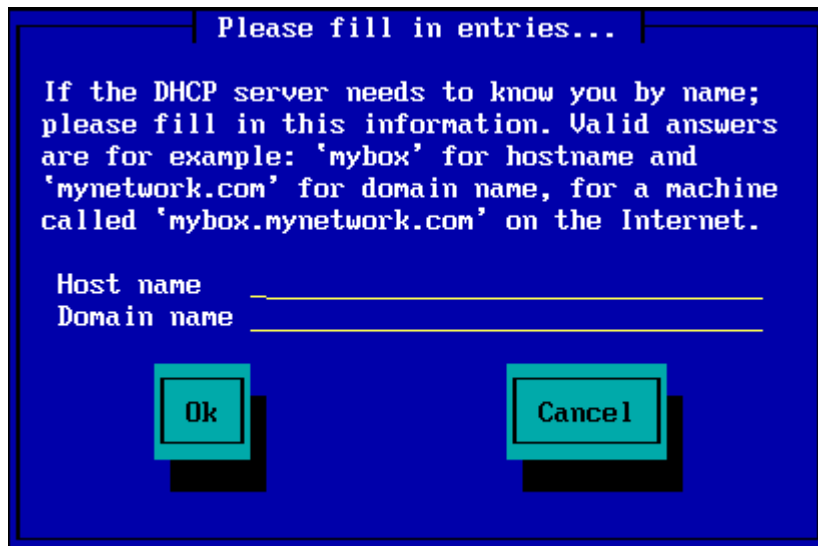 Please fill in entries...
If the DHCP server needs to know you by name;
please fill in this information. Valid answers
are for example: `mybox' for hostname and
`mynetwork.com' for domain name, for a machine
called `mybox.mynetwork.com' on the Internet.
Host name
Domain name
Ok Cancel